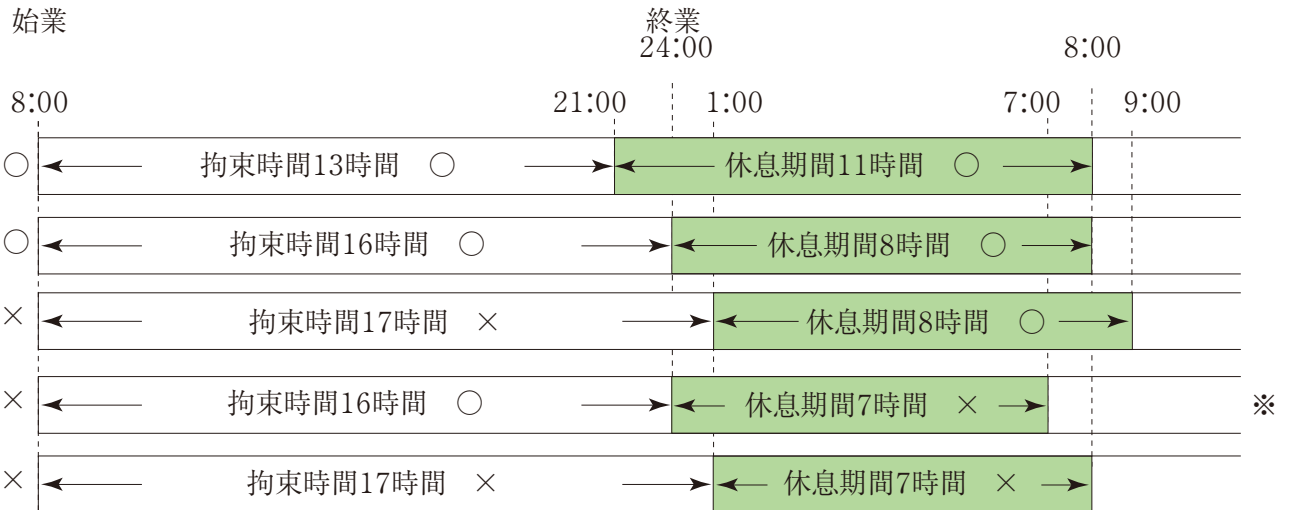 始業
終業
24:00
8:00
8:00
21:00
1:00
7:00
9:00
○ 拘束時間13時間 ○ 休息期間11時間 ○
○ 拘束時間16時間 ○ 休息期間8時間 ○
× 拘束時間17時間 × 休息期間8時間 ○
× 拘束時間16時間 ○ 休息期間7時間 × ※
× 拘束時間17時間 × 休息期間7時間 ×